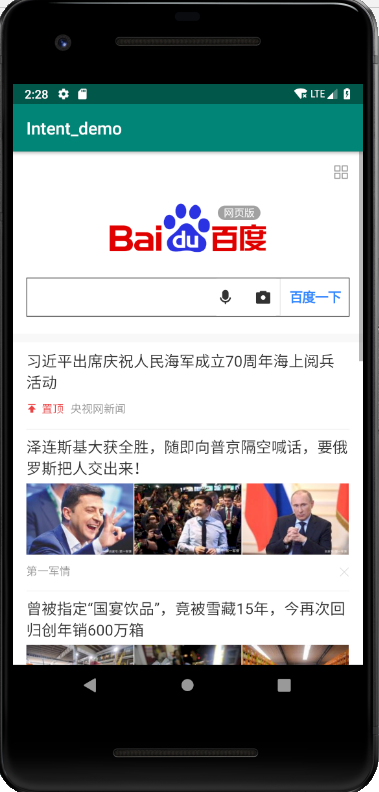 2:28
LTE
Intent_demo
网页版
Bai du 百度
百度一下
习近平出席庆祝人民海军成立70周年海上阅兵
活动
置顶 央视网新闻
泽连斯基大获全胜，随即向普京隔空喊话，要俄
罗斯把人交出来！
第一军情
曾被指定“国宴饮品”，竟被雪藏15年，今再次回
归创年销600万箱